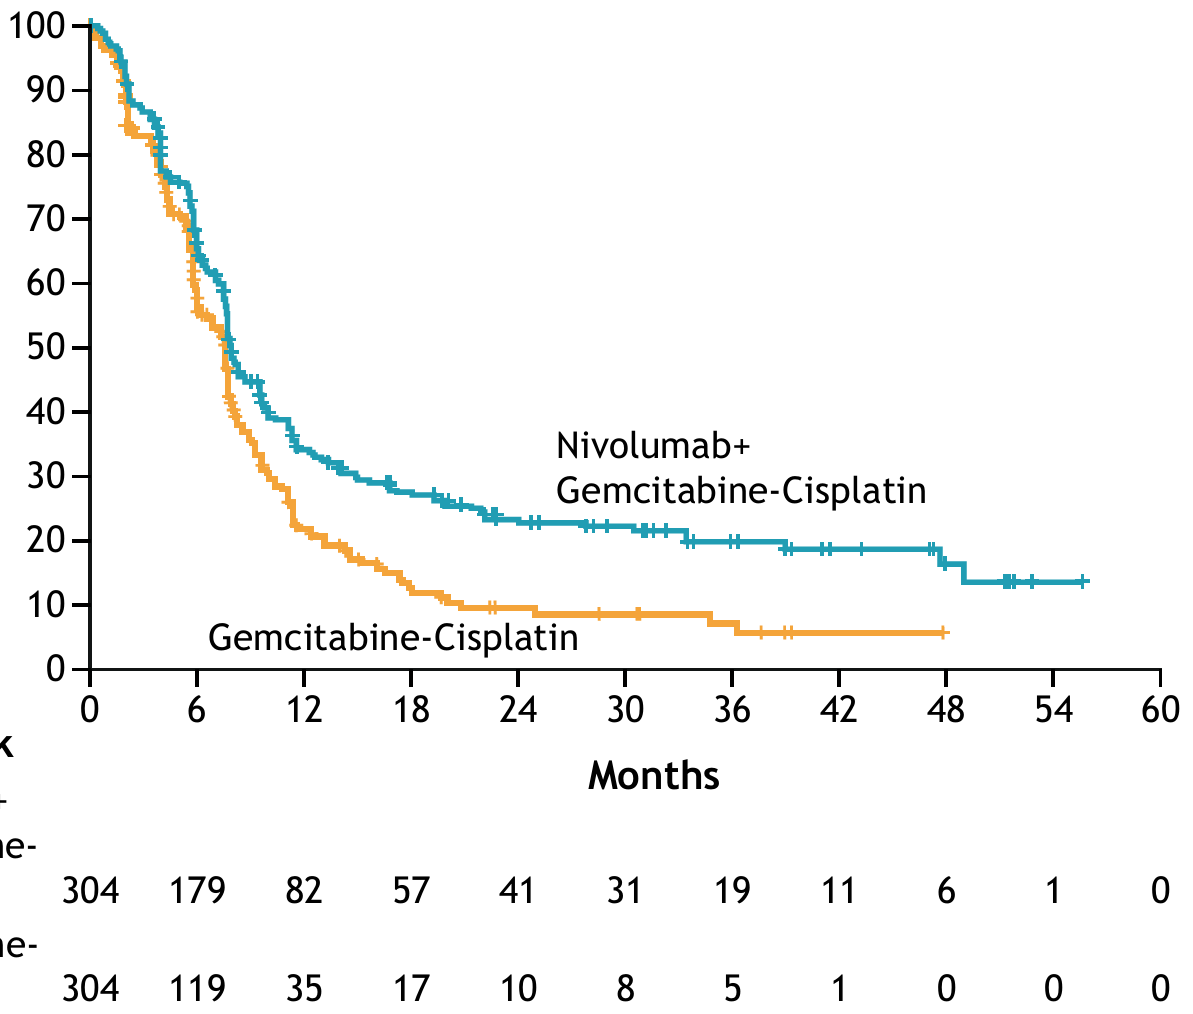 100
90
80
70
60
50
40
30
20
10
0
Nivolumab+
Gemcitabine-Cisplatin
Gemcitabine-Cisplatin
0 6 12 18 24 30 36 42 48 54 60
k
Months
+
ne-
304 179 82 57 41 31 19 11 6 1 0
ne-
304 119 35 17 10 8 5 1 0 0 0